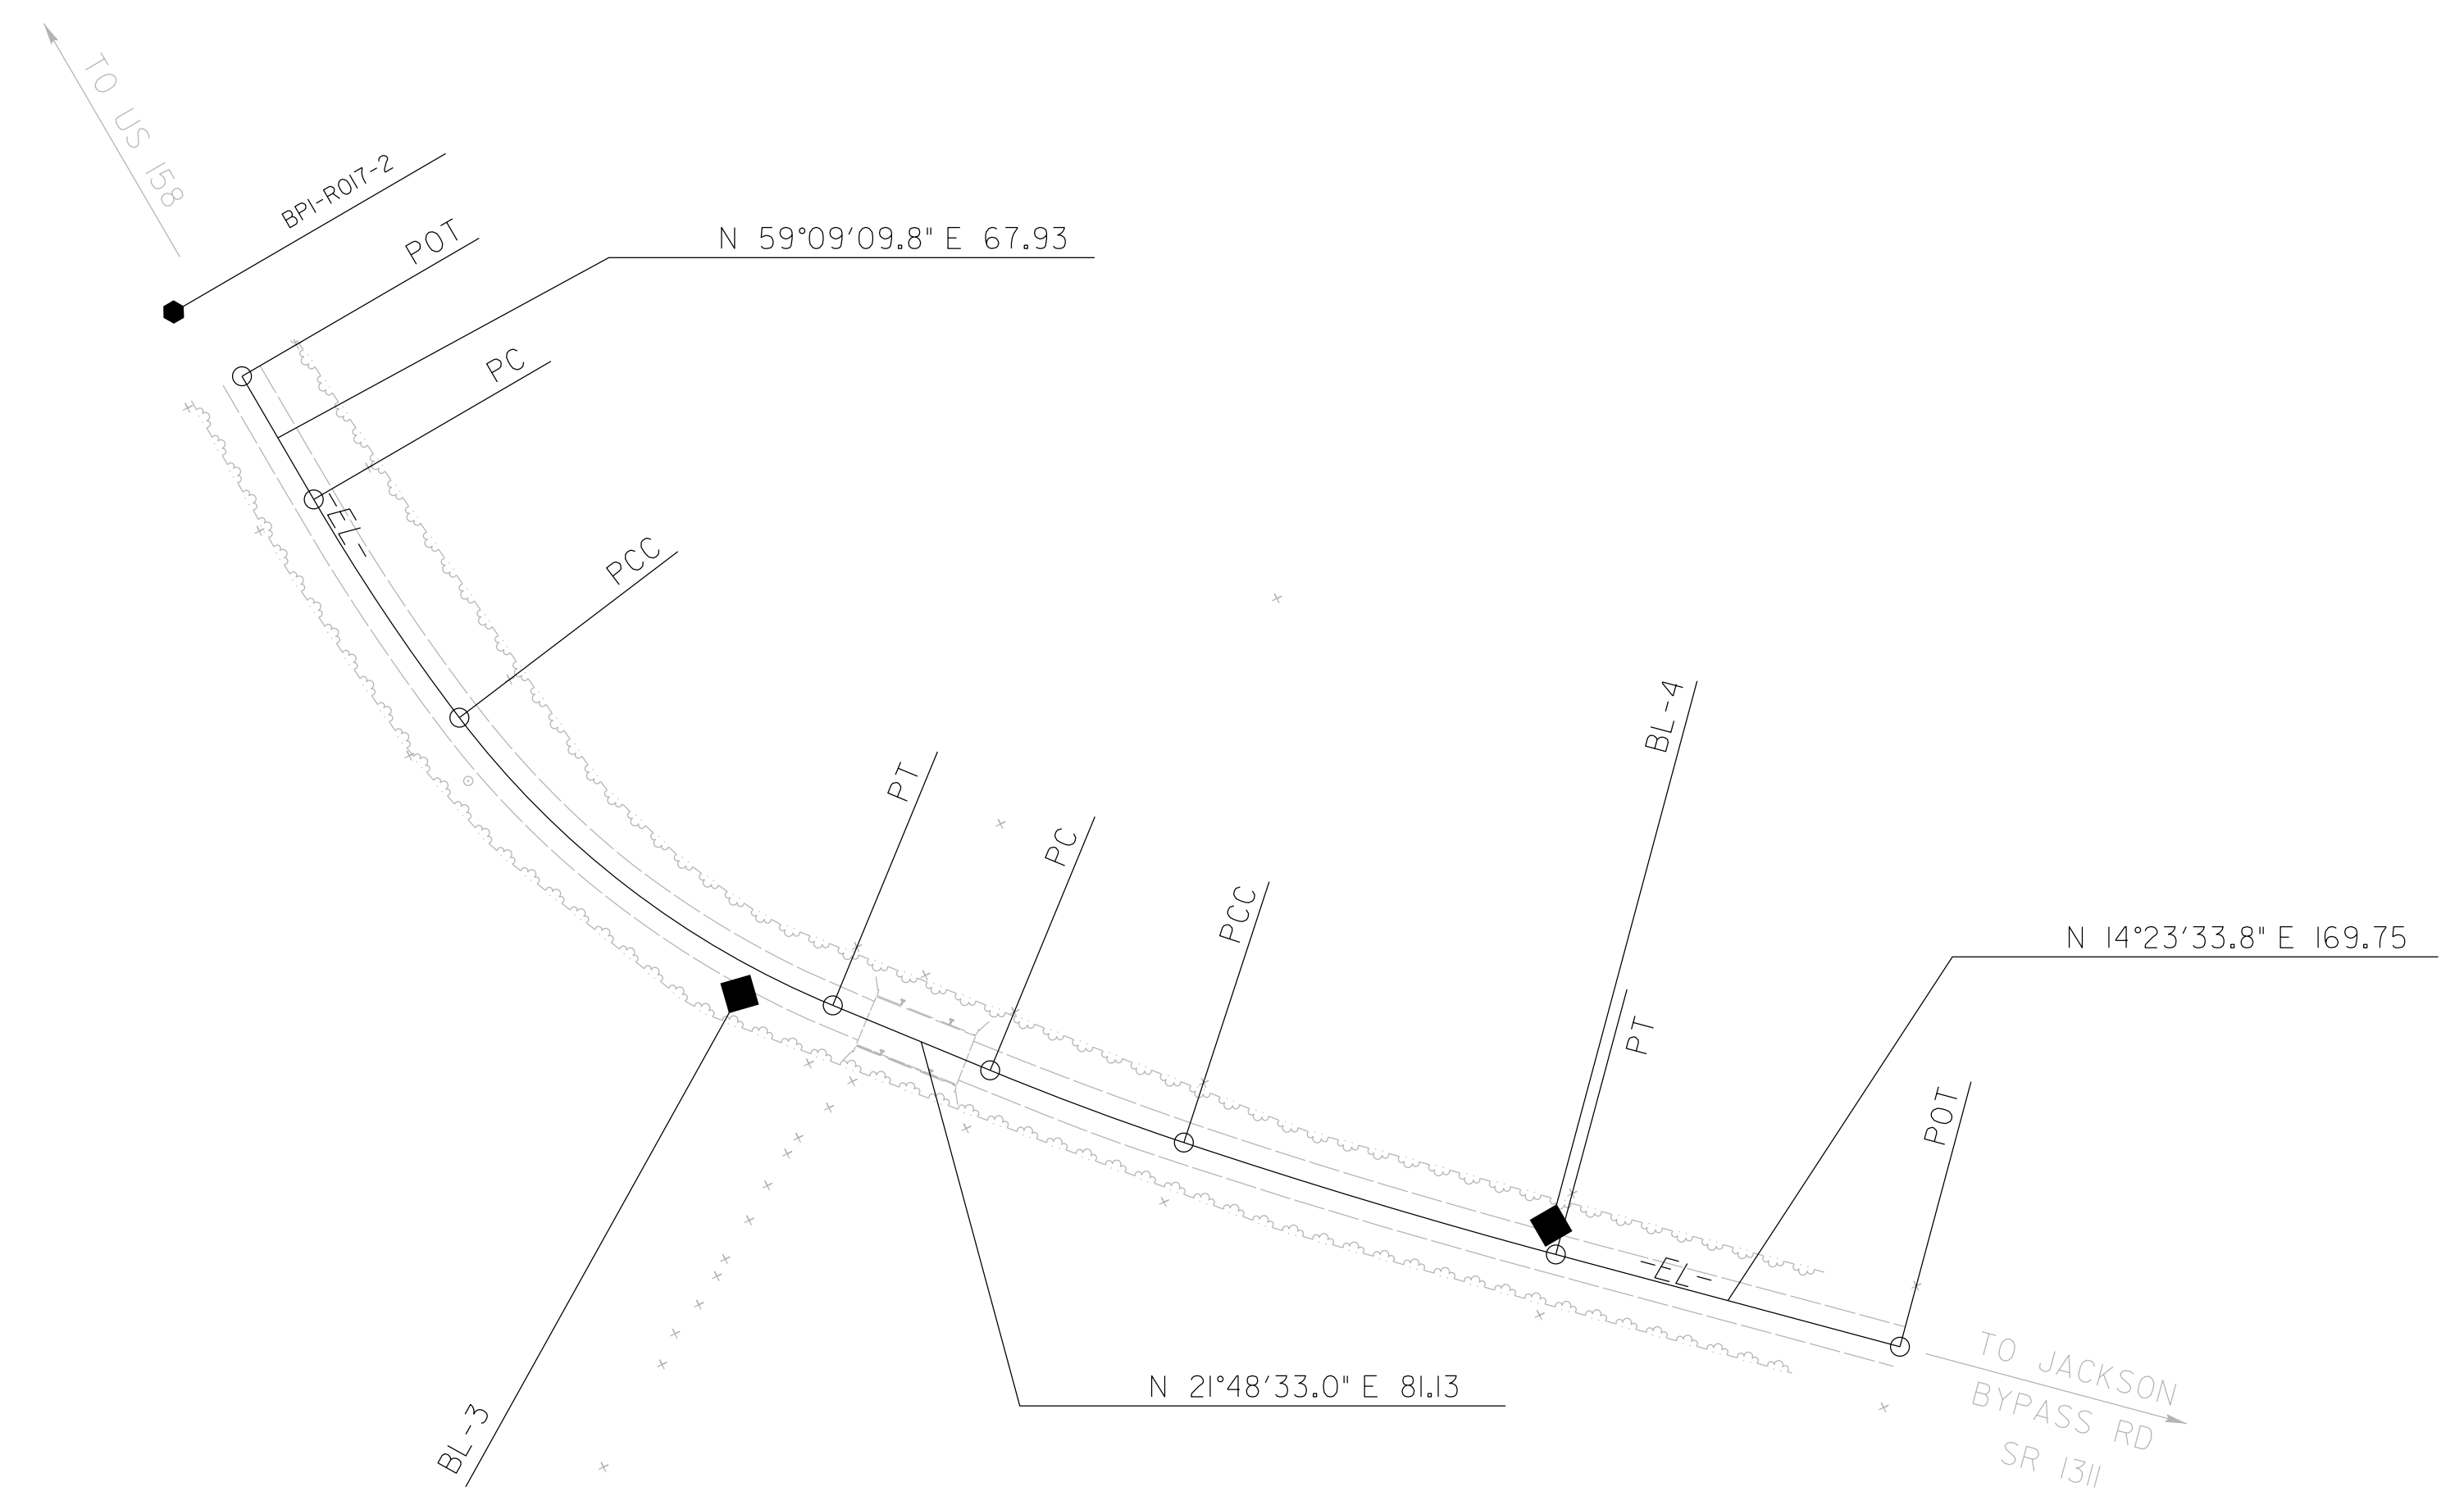 TO US 158
BP1-R017-2
POT
N 59°09'09.8" E 67.93
PC
-EL-
PCC
PT
PC
PCC
BL-4
PT
N 14°23'33.8" E 169.75
POT
-EL-
TO JACKSON
BYPASS RD
SR 1311
N 21°48'33.0" E 81.13
BL-3